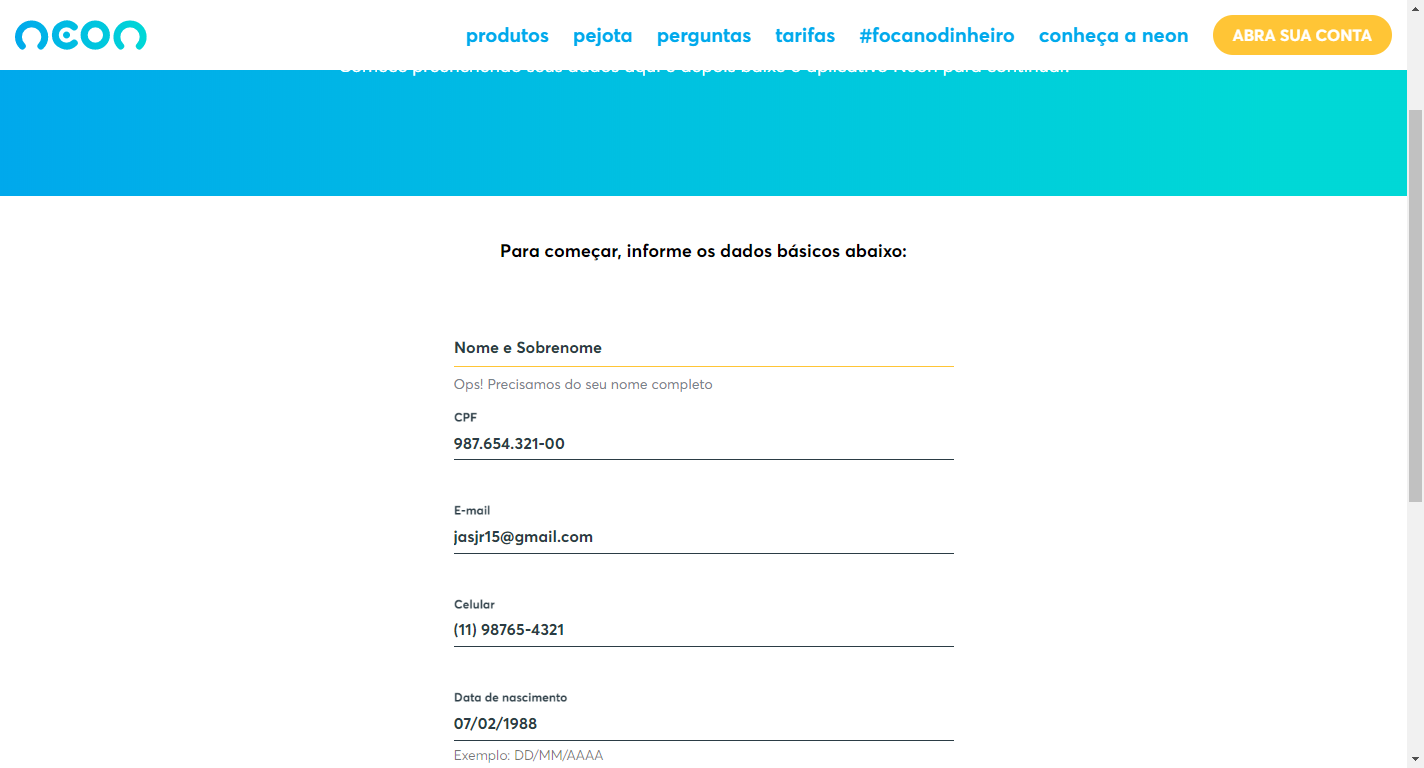 neon
produtos pejota perguntas tarifas #focanodinheiro conheça a neon ABRA SUA CONTA
Para começar, informe os dados básicos abaixo:
Nome e Sobrenome
Ops! Precisamos do seu nome completo
CPF
987.654.321-00
E-mail
jasjr15@gmail.com
Celular
(11) 98765-4321
Data de nascimento
07/02/1988
Exemplo: DD/MM/AAAA